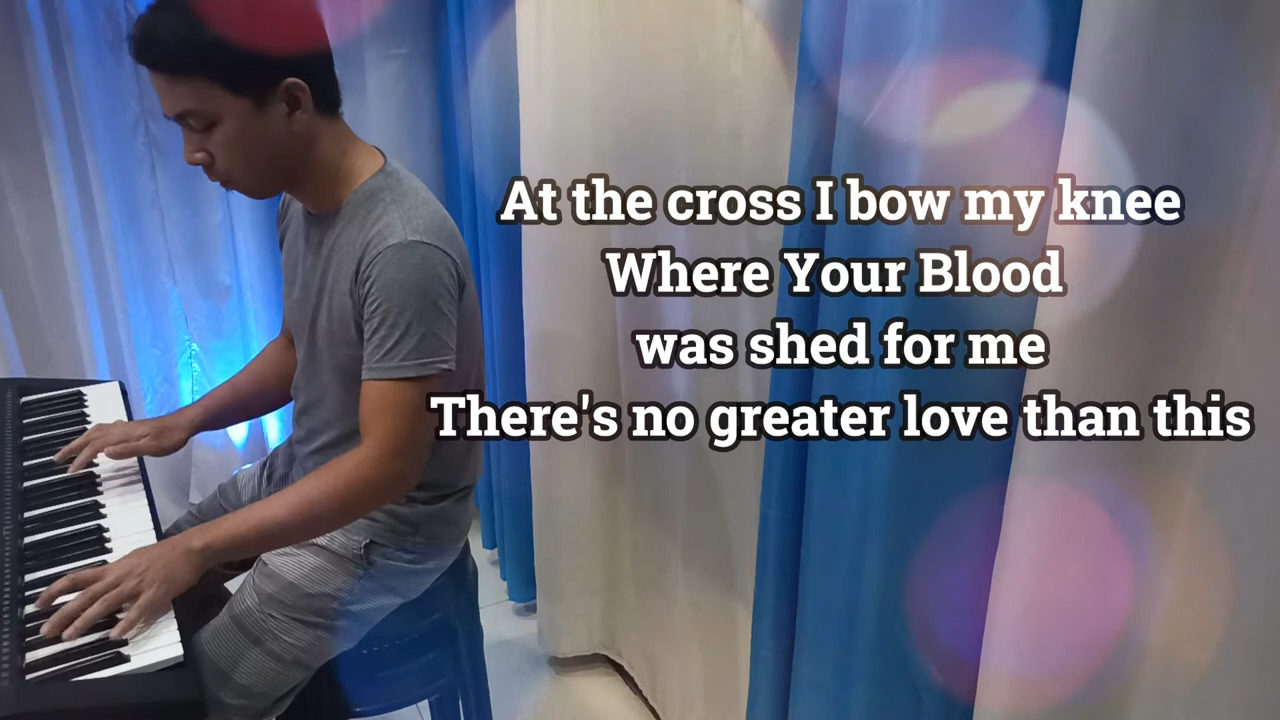 At the cross I bow my knee
Where Your Blood
was shed for me
There's no greater love than this